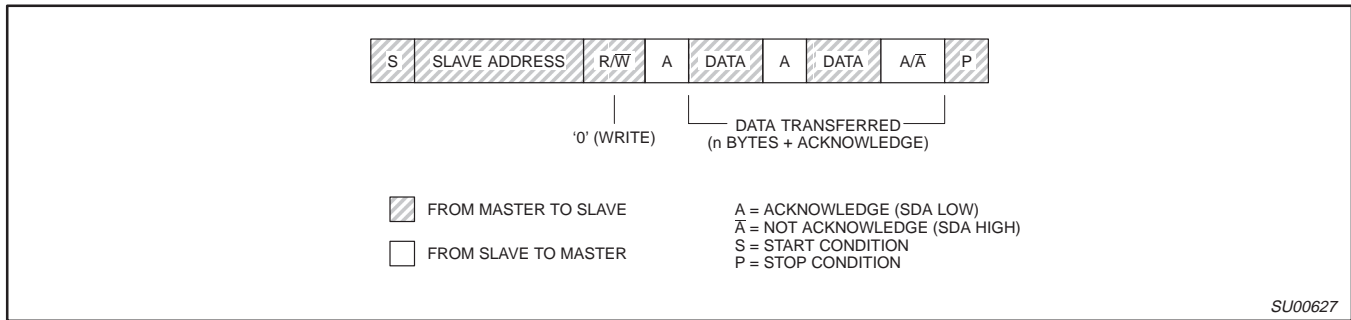 S SLAVE ADDRESS R/W̅ A DATA A DATA A/A̅ P
‘0’ (WRITE)
DATA TRANSFERRED
(n BYTES + ACKNOWLEDGE)
FROM MASTER TO SLAVE
FROM SLAVE TO MASTER
A = ACKNOWLEDGE (SDA LOW)
A̅ = NOT ACKNOWLEDGE (SDA HIGH)
S = START CONDITION
P = STOP CONDITION
SU00627